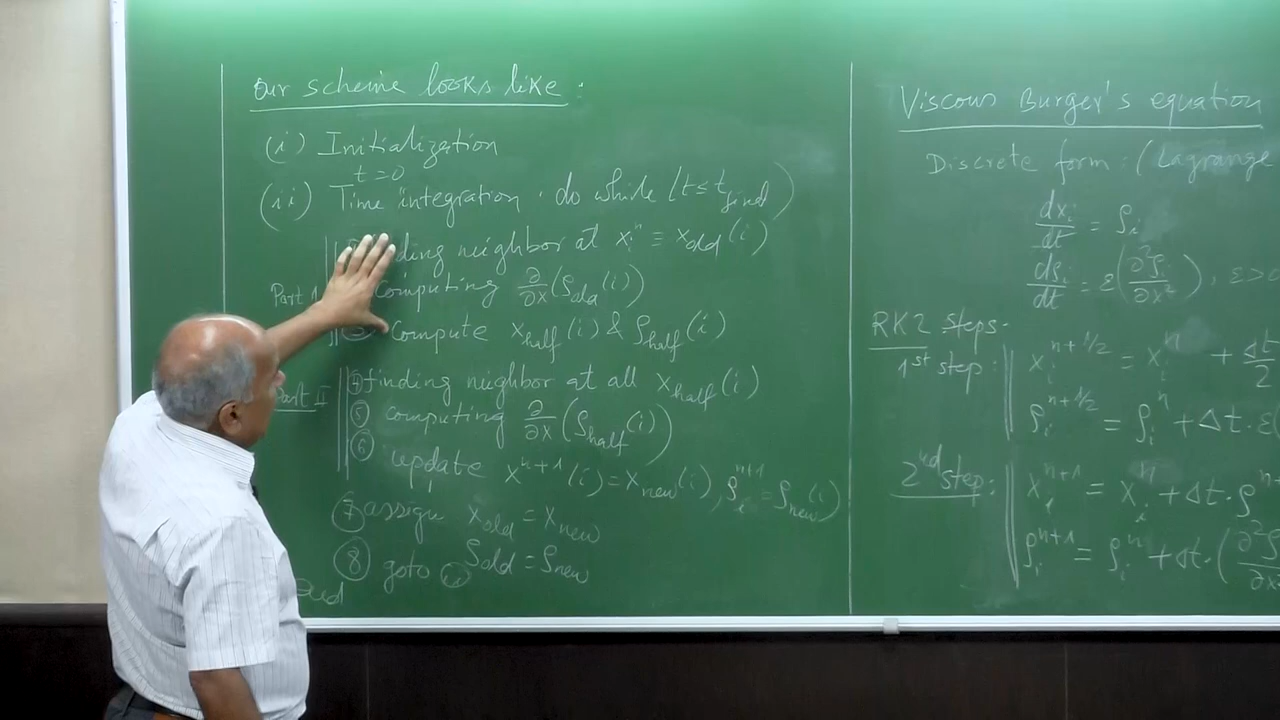 our scheme looks like:
(i) Initialization
t=0
(ii) Time integration · do while (t ≤ t_final)
finding neighbor at x_i^n ≡ x_old(i)
Part I computing ∂/∂x (ρ_old(i))
③ compute x_half(i) & ρ_half(i)
Part II ④ finding neighbor at all x_half(i)
⑤ computing ∂/∂x (ρ_half(i))
⑥ update x^{n+1}(i) = x_new(i), ρ_i^{n+1} = ρ_new(i)
⑦ assign x_old = x_new
ρ_old = ρ_new
⑧ goto (ii)
End
Viscous Burger's equation
Discrete form: (Lagrange
dx_i/dt = ρ_i
dρ_i/dt = ε(∂²ρ_i/∂x²), ε>0
RK2 steps.
1st step: x_i^{n+1/2} = x_i^n + Δt/2
ρ_i^{n+1/2} = ρ_i^n + Δt·ε
2nd step: x_i^{n+1} = x_i^n + Δt·ρ^n
ρ_i^{n+1} = ρ_i^n + Δt·(∂²ρ/∂x